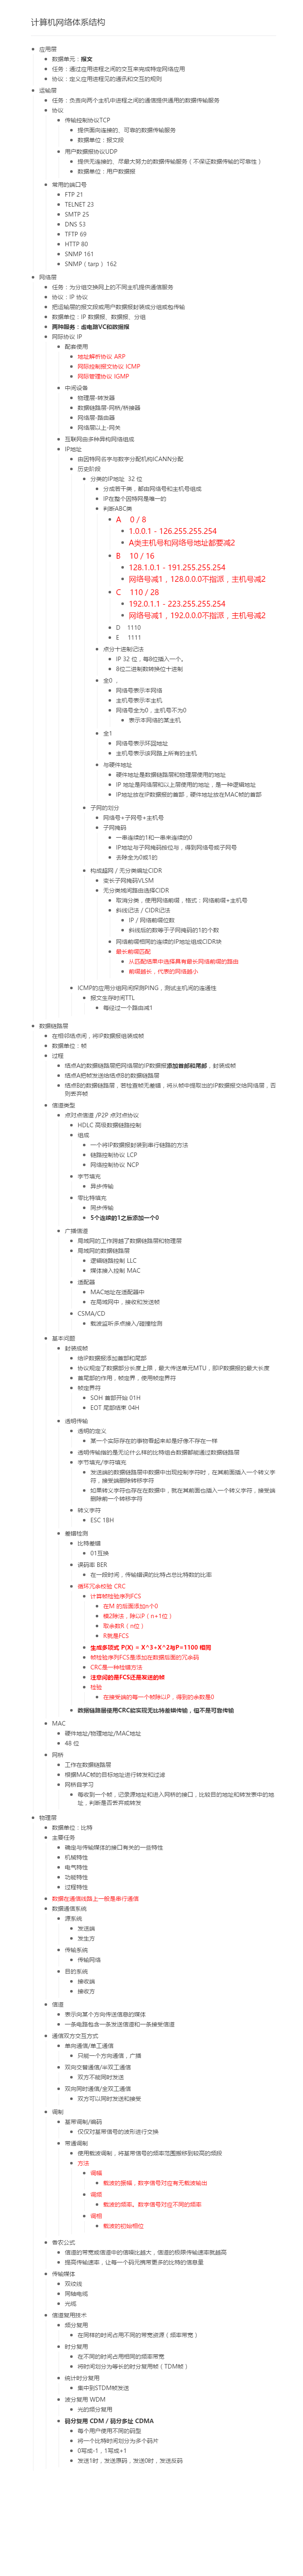 计算机网络体系结构
应用层
数据单元：报文
任务：通过应用进程之间的交互来完成特定网络应用
协议：定义应用进程见的通讯和交互的规则
运输层
任务：负责向两个主机中进程之间的通信提供通用的数据传输服务
协议
传输控制协议TCP
提供面向连接的、可靠的数据传输服务
数据单位：报文段
用户数据报协议UDP
提供无连接的、尽最大努力的数据传输服务（不保证数据传输的可靠性）
数据单位：用户数据报
常用的端口号
FTP 21
TELNET 23
SMTP 25
DNS 53
TFTP 69
HTTP 80
SNMP 161
SNMP（tarp） 162
网络层
任务：为分组交换网上的不同主机提供通信服务
协议：IP 协议
把运输层的报文段或用户数据报封装成分组或包传输
数据单位：IP 数据报、数据报、分组
两种服务：虚电路VC和数据报
网际协议 IP
配套使用
地址解析协议 ARP
网际控制报文协议 ICMP
网际管理协议 IGMP
中间设备
物理层-转发器
数据链路层-网桥/桥接器
网络层-路由器
网络层以上-网关
互联网由多种异构网络组成
IP地址
由因特网名字与数字分配机构ICANN分配
历史阶段
分类的IP地址 32 位
分成若干类，都由网络号和主机号组成
IP在整个因特网是唯一的
判断ABC类
A 0 / 8
1.0.0.1 - 126.255.255.254
A类主机号和网络号地址都要减2
B 10 / 16
128.1.0.1 - 191.255.255.254
网络号减1，128.0.0.0不指派，主机号减2
C 110 / 28
192.0.1.1 - 223.255.255.254
网络号减1，192.0.0.0不指派，主机号减2
D 1110
E 1111
点分十进制记法
IP 32 位，每8位插入一个。
8位二进制数转换位十进制
全0 。
网络号表示本网络
主机号表示本主机
网络号全为0，主机号不为0
表示本网络的某主机
全1
网络号表示环回地址
主机号表示该网路上所有的主机
与硬件地址
硬件地址是数据链路层和物理层使用的地址
IP 地址是网络层和以上层使用的地址，是一种逻辑地址
IP地址放在IP数据报的首部，硬件地址放在MAC帧的首部
子网的划分
网络号+子网号+主机号
子网掩码
一串连续的1和一串未连续的0
IP地址与子网掩码按位与，得到网络号或子网号
去除全为0或1的
构成超网 / 无分类编址CIDR
变长子网掩码VLSM
无分类域间路由选择CIDR
取消分类，使用网络前缀，格式：网络前缀+主机号
斜线记法 / CIDR记法
IP / 网络前缀位数
斜线后的数等于子网掩码的1的个数
网络前缀相同的连续的IP地址组成CIDR块
最长前缀匹配
从匹配结果中选择具有最长网络前缀的路由
前缀越长，代表的网络越小
ICMP的应用分组网间探测PING，测试主机间的连通性
报文生存时间TTL
每经过一个路由减1
数据链路层
在相邻结点间，将IP数据报组装成帧
数据单位：帧
过程
结点A的数据链路层把网络层的IP数据报添加首部和尾部，封装成帧
结点A把帧发送给结点B的数据链路层
结点B的数据链路层，若检查帧无差错，将从帧中提取出的IP数据报交给网络层，否
则丢弃帧
信道类型
点对点信道 /P2P 点对点协议
HDLC 高级数据链路控制
组成
一个将IP数据报封装到串行链路的方法
链路控制协议 LCP
网络控制协议 NCP
字节填充
异步传输
零比特填充
同步传输
5个连续的1之后添加一个0
广播信道
局域网的工作跨越了数据链路层和物理层
局域网的数据链路层
逻辑链路控制 LLC
媒体接入控制 MAC
适配器
MAC地址在适配器中
在局域网中，接收和发送帧
CSMA/CD
载波监听多点接入/碰撞检测
基本问题
封装成帧
给IP数据报添加首部和尾部
协议规定了数据部分长度上限，最大传送单元MTU，即IP数据报的最大长度
首尾部的作用，帧定界，使用帧定界符
帧定界符
SOH 首部开始 01H
EOT 尾部结束 04H
透明传输
透明的定义
某一个实际存在的事物看起来却是好像不存在一样
透明传输指的是无论什么样的比特组合数据都能通过数据链路层
字节填充/字符填充
发送端的数据链路层中数据中出现控制字符时，在其前面插入一个转义字
符，接受端删除转移字符
如果转义字符也存在在数据中，就在其前面也插入一个转义字符，接受端
删除前一个转移字符
转义字符
ESC 1BH
差错检测
比特差错
01互换
误码率 BER
在一段时间，传输错误的比特占总比特数的比率
循环冗余校验 CRC
计算帧检验序列FCS
在M 的后面添加n个0
模2除法，除以P（n+1位）
取余数R（n位）
R就是FCS
生成多项式 P(X) = X^3+X^2与P=1100 相同
帧检验序列FCS是添加在数据后面的冗余码
CRC是一种检错方法
注意说的是FCS还是发送的帧
检验
在接受端的每一个帧除以P，得到的余数是0
数据链路层使用CRC能实现无比特差错传输，但不是可靠传输
MAC
硬件地址/物理地址/MAC地址
48 位
网桥
工作在数据链路层
根据MAC帧的目标地址进行转发和过滤
网桥自学习
每收到一个帧，记录源地址和进入网桥的接口，比较目的地址和转发表中的地
址，判断是否丢弃或转发
物理层
数据单位：比特
主要任务
确定与传输媒体的接口有关的一些特性
机械特性
电气特性
功能特性
过程特性
数据在通信线路上一般是串行通信
数据通信系统
源系统
发送端
发生方
传输系统
传输网络
目的系统
接收端
接收方
信道
表示向某个方向传送信息的媒体
一条电路包含一条发送信道和一条接受信道
通信双方交互方式
单向通信/单工通信
只能一个方向通信，广播
双向交替通信/半双工通信
双方不能同时发送
双向同时通信/全双工通信
双方可以同时发送和接受
调制
基带调制/编码
仅仅对基带信号的波形进行交换
带通调制
使用载波调制，将基带信号的频率范围搬移到较高的频段
方法
调幅
载波的振幅，数字信号对应有无载波输出
调频
载波的频率，数字信号对应不同的频率
调相
载波的初始相位
香农公式
信道的带宽或信道中的信噪比越大，信道的极限传输速率就越高
提高传输速率，让每一个码元携带更多的比特的信息量
传输媒体
双绞线
同轴电缆
光缆
信道复用技术
频分复用
在同样的时间占用不同的带宽资源（频率带宽）
时分复用
在不同的时间占用相同的频率带宽
将时间划分为等长的时分复用帧（TDM帧）
统计时分复用
集中到STDM帧发送
波分复用 WDM
光的频分复用
码分复用 CDM / 码分多址 CDMA
每个用户使用不同的码型
将一个比特时间划分为多个码片
0写成-1，1写成+1
发送1时，发送原码，发送0时，发送反码